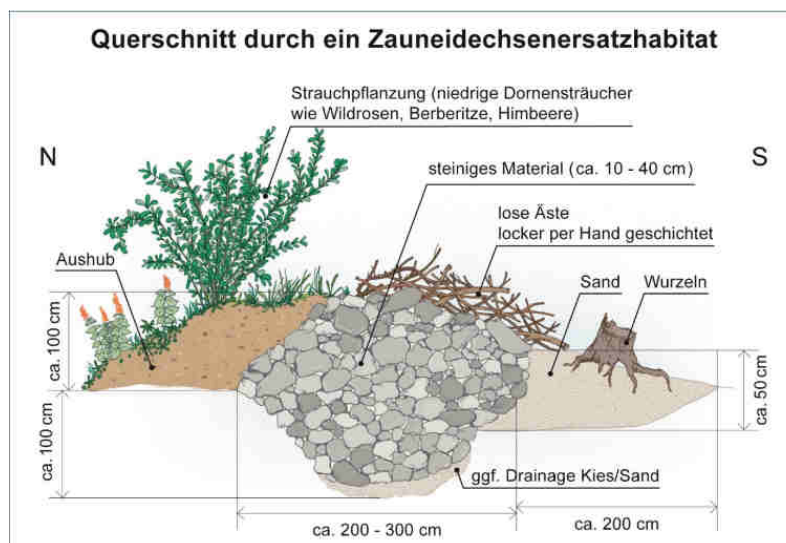 Querschnitt durch ein Zauneidechsenersatzhabitat
Strauchpflanzung (niedrige Dornensträucher
wie Wildrosen, Berberitze, Himbeere)
N
S
steiniges Material (ca. 10 - 40 cm)
lose Äste
locker per Hand geschichtet
Aushub
Sand
Wurzeln
ca. 100 cm
ca. 50 cm
ca. 100 cm
ggf. Drainage Kies/Sand
ca. 200 - 300 cm
ca. 200 cm